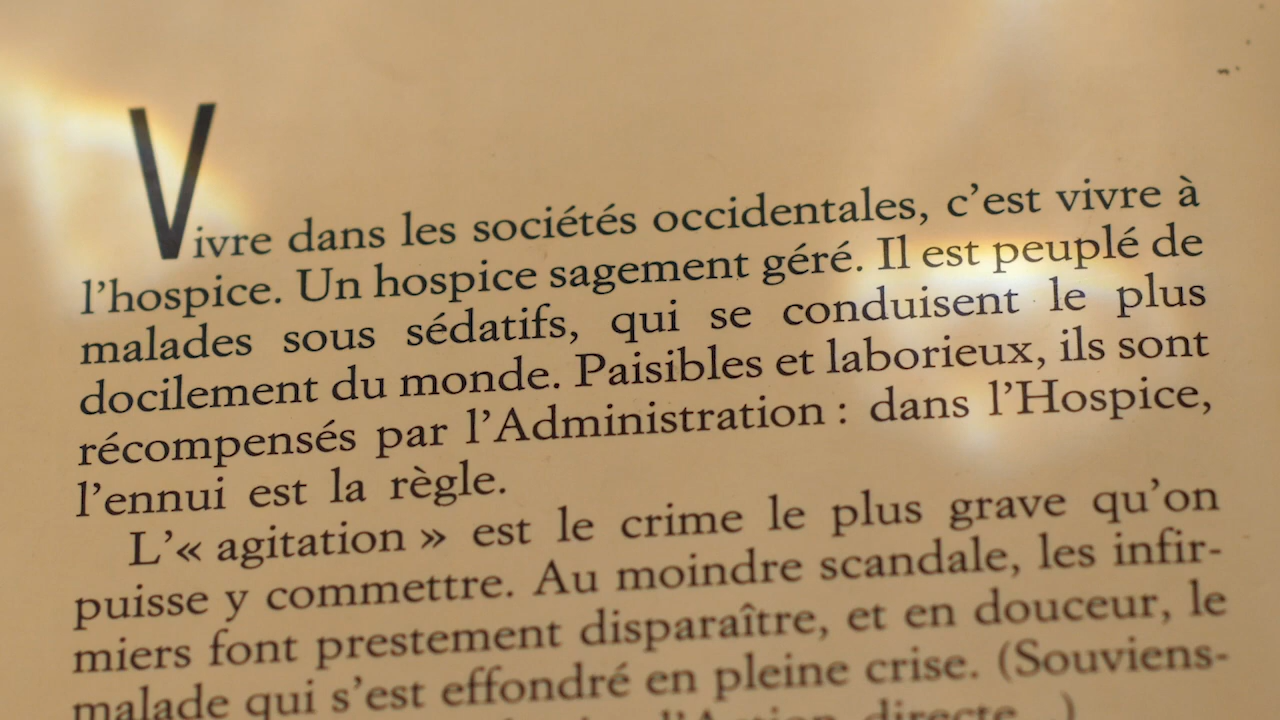 Vivre dans les sociétés occidentales, c'est vivre à
l'hospice. Un hospice sagement géré. Il est peuplé de
malades sous sédatifs, qui se conduisent le plus
docilement du monde. Paisibles et laborieux, ils sont
récompensés par l'Administration : dans l'Hospice,
l'ennui est la règle.
L'« agitation » est le crime le plus grave qu'on
puisse y commettre. Au moindre scandale, les infir-
miers font prestement disparaître, et en douceur, le
malade qui s'est effondré en pleine crise. (Souviens-
l'Action directe...)